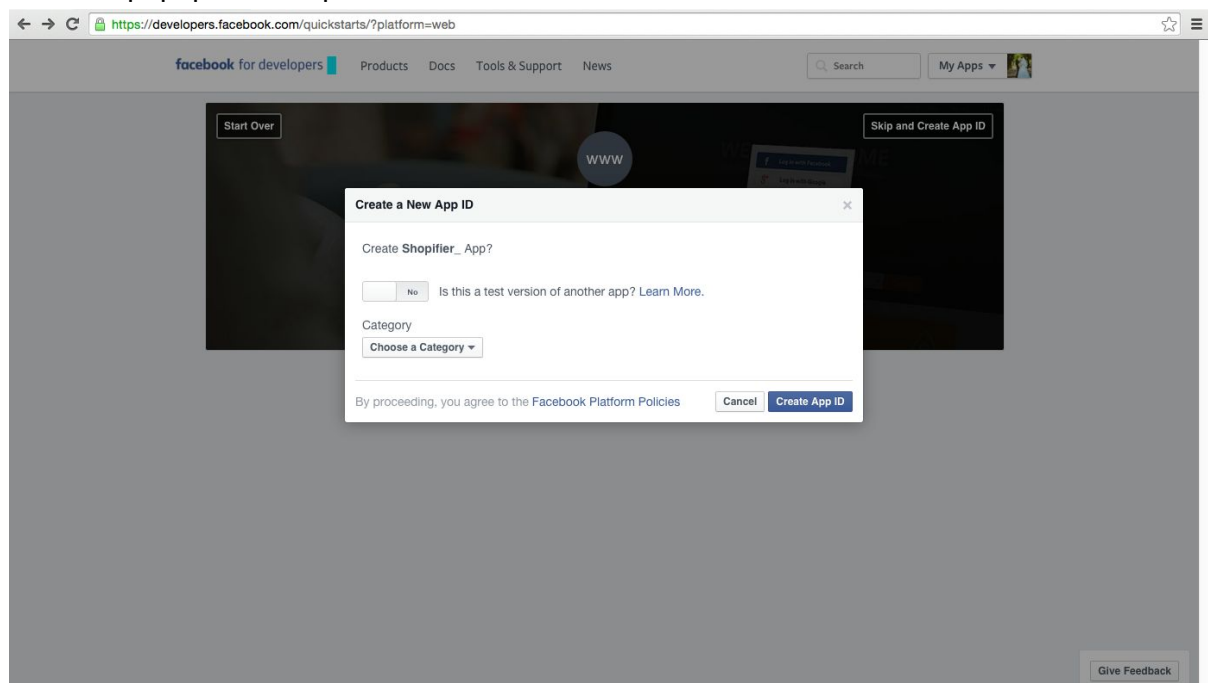 https://developers.facebook.com/quickstarts/?platform=web
facebook for developers Products Docs Tools & Support News Search My Apps
Start Over Skip and Create App ID
www
Create a New App ID
Create Shopifier_ App?
No Is this a test version of another app? Learn More.
Category
Choose a Category
By proceeding, you agree to the Facebook Platform Policies Cancel Create App ID
Give Feedback